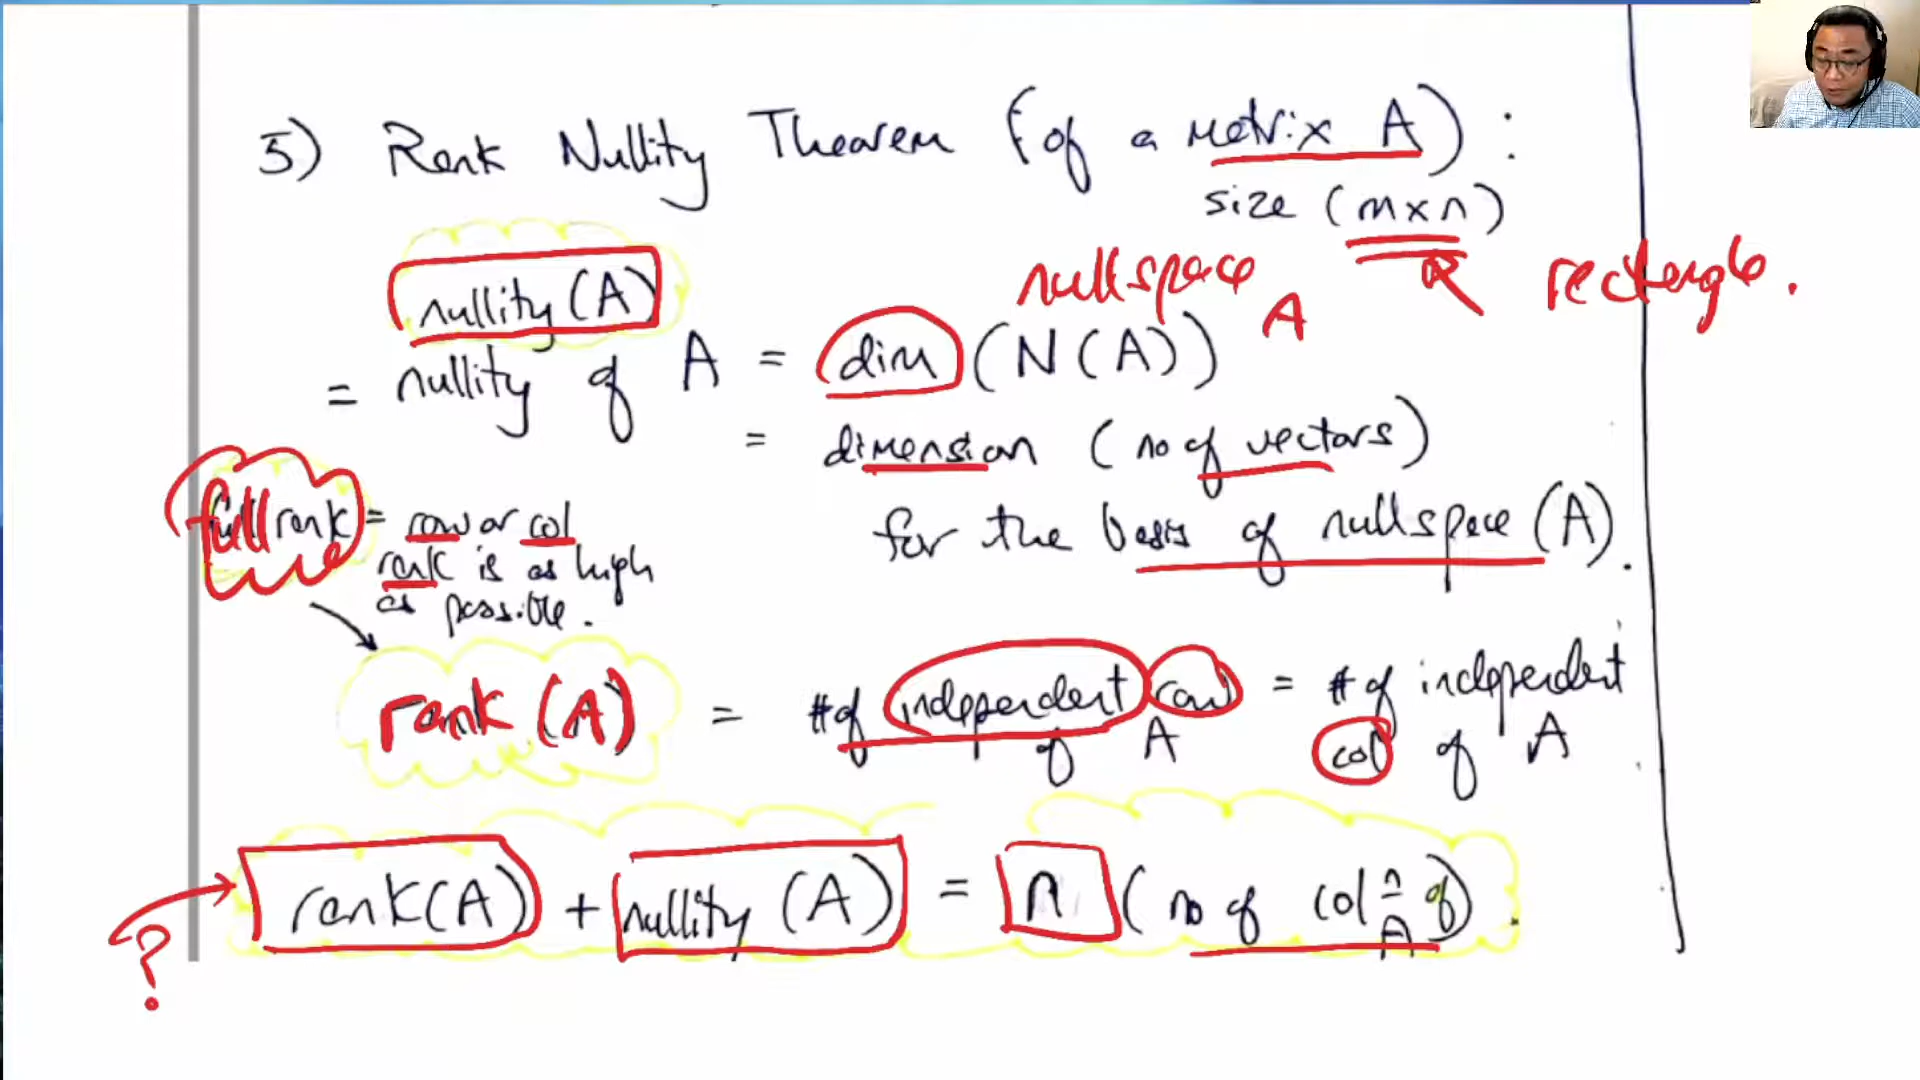 5) Rank Nullity Theorem (of a matrix A) :
size (m×n)
nullspace A
rectangle.
nullity (A)
= nullity of A = dim (N(A))
= dimension (no of vectors)
for the basis of nullspace (A).
full rank = row or col
rank is as high
as possible.
rank (A) = # of independent row of A = # of independent col of A
? rank(A) + nullity (A) = n (no of col n of A).